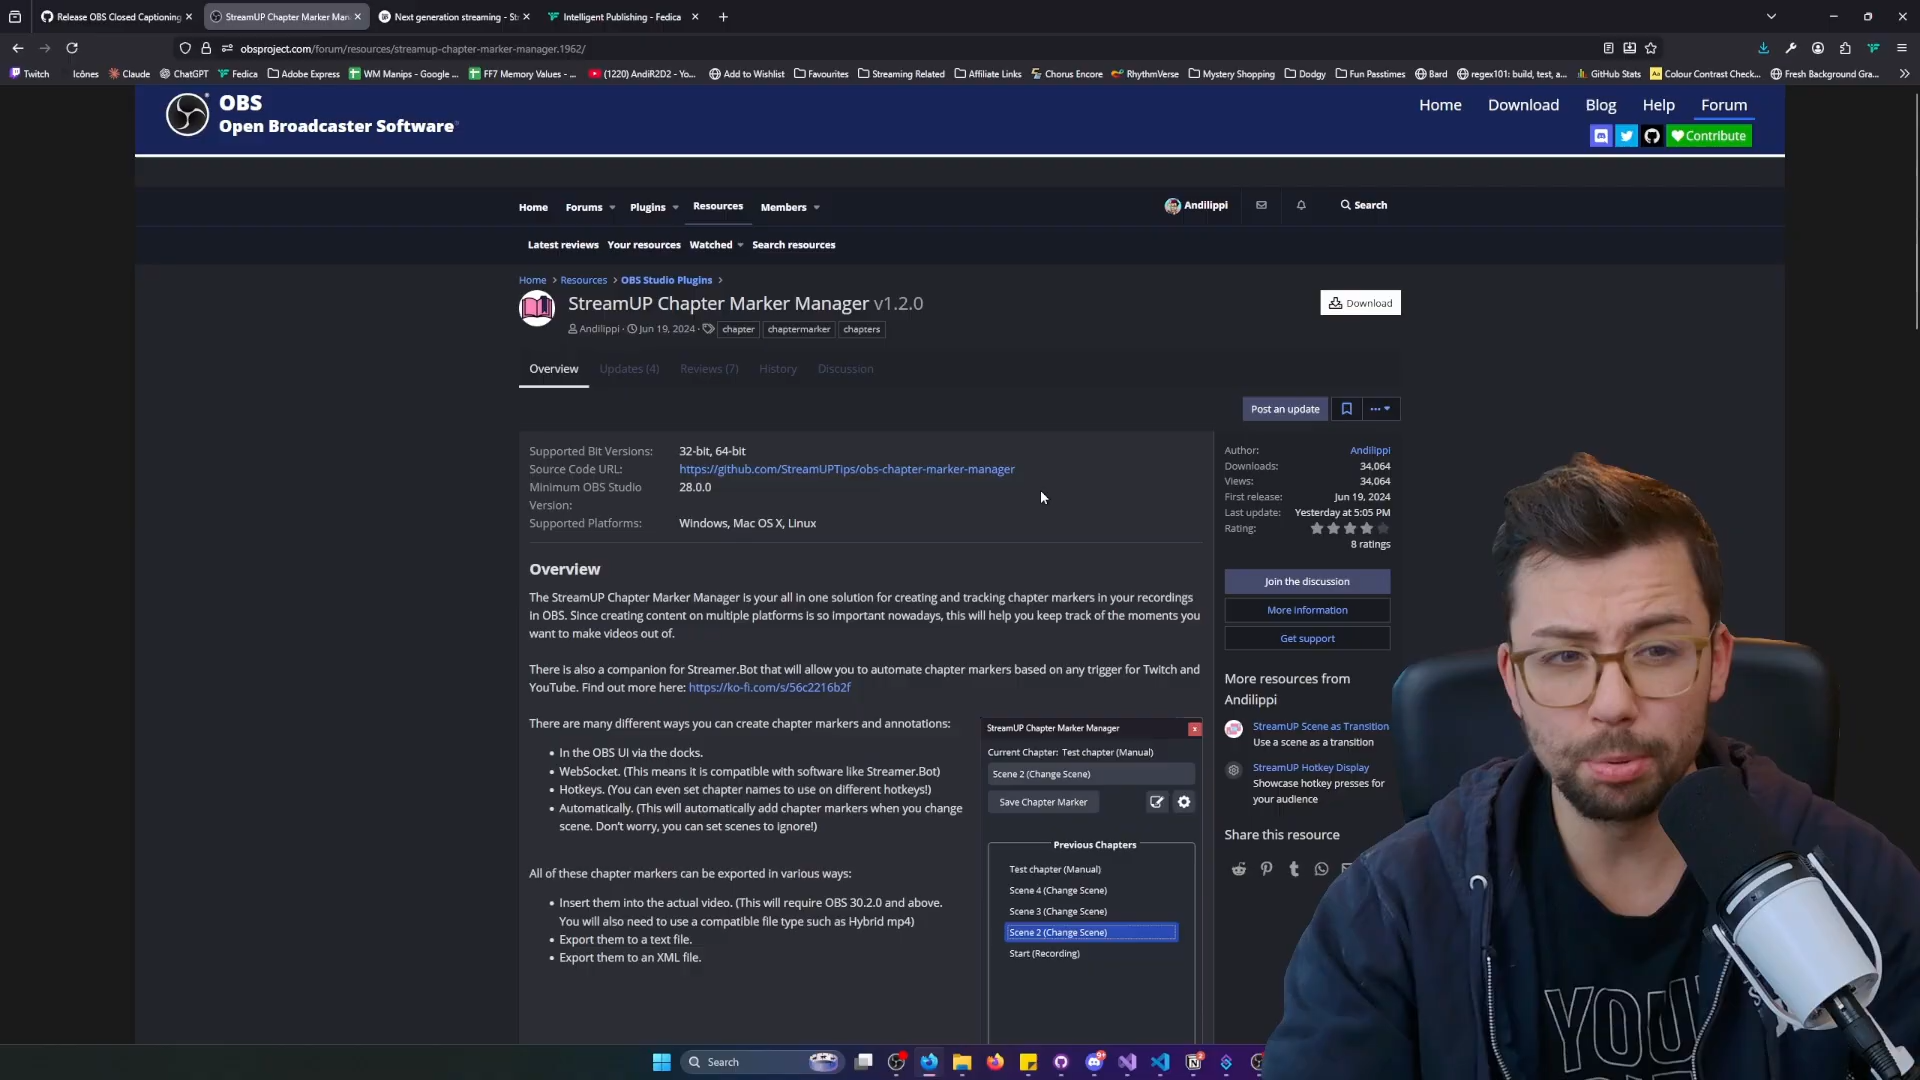 Release OBS Closed Captioning
StreamUP Chapter Marker Man
Next generation streaming - St
Intelligent Publishing - Fedica
obsproject.com/forum/resources/streamup-chapter-marker-manager.1962/
Twitch
Icônes
Claude
ChatGPT
Fedica
Adobe Express
WM Manips - Google ...
FF7 Memory Values - ...
(1220) AndiR2D2 - Yo...
Add to Wishlist
Favourites
Streaming Related
Affiliate Links
Chorus Encore
RhythmVerse
Mystery Shopping
Dodgy
Fun Passtimes
Bard
regex101: build, test, a...
GitHub Stats
Colour Contrast Check...
Fresh Background Gra...
OBS
Open Broadcaster Software
Home
Download
Blog
Help
Forum
Contribute
Home
Forums
Plugins
Resources
Members
Andilippi
Search
Latest reviews
Your resources
Watched
Search resources
Home > Resources > OBS Studio Plugins >
StreamUP Chapter Marker Manager v1.2.0
Download
Andilippi · Jun 19, 2024 · chapter chaptermarker chapters
Overview
Updates (4)
Reviews (7)
History
Discussion
Post an update
Supported Bit Versions: 32-bit, 64-bit
Source Code URL: https://github.com/StreamUPTips/obs-chapter-marker-manager
Minimum OBS Studio 28.0.0
Version:
Supported Platforms: Windows, Mac OS X, Linux
Author: Andilippi
Downloads: 34,064
Views: 34,064
First release: Jun 19, 2024
Last update: Yesterday at 5:05 PM
Rating:
8 ratings
Join the discussion
More information
Get support
Overview
The StreamUP Chapter Marker Manager is your all in one solution for creating and tracking chapter markers in your recordings
in OBS. Since creating content on multiple platforms is so important nowadays, this will help you keep track of the moments you
want to make videos out of.
There is also a companion for Streamer.Bot that will allow you to automate chapter markers based on any trigger for Twitch and
YouTube. Find out more here: https://ko-fi.com/s/56c2216b2f
There are many different ways you can create chapter markers and annotations:
• In the OBS UI via the docks.
• WebSocket. (This means it is compatible with software like Streamer.Bot)
• Hotkeys. (You can even set chapter names to use on different hotkeys!)
• Automatically. (This will automatically add chapter markers when you change
scene. Don't worry, you can set scenes to ignore!)
All of these chapter markers can be exported in various ways:
• Insert them into the actual video. (This will require OBS 30.2.0 and above.
You will also need to use a compatible file type such as Hybrid mp4)
• Export them to a text file.
• Export them to an XML file.
StreamUP Chapter Marker Manager
Current Chapter: Test chapter (Manual)
Scene 2 (Change Scene)
Save Chapter Marker
Previous Chapters
Test chapter (Manual)
Scene 4 (Change Scene)
Scene 3 (Change Scene)
Scene 2 (Change Scene)
Start (Recording)
More resources from
Andilippi
StreamUP Scene as Transition
Use a scene as a transition
StreamUP Hotkey Display
Showcase hotkey presses for
your audience
Share this resource
Search